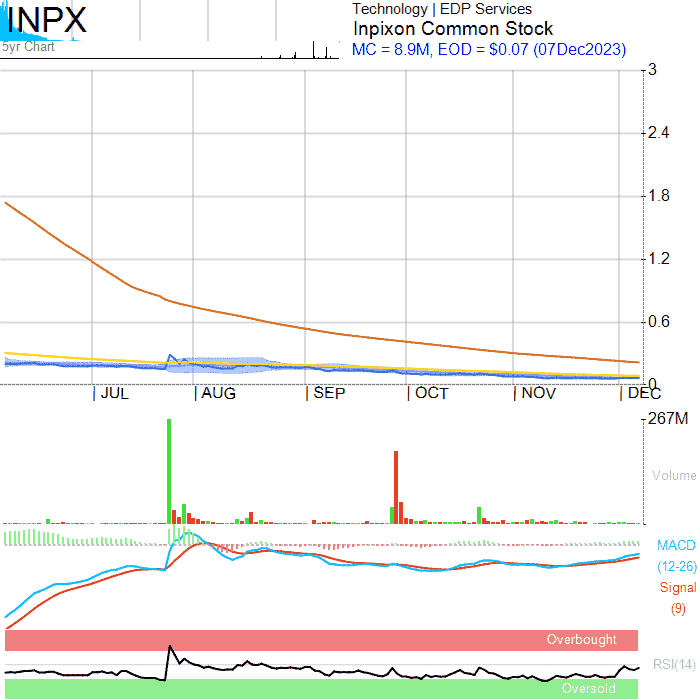 INPX
5yr Chart
Technology | EDP Services
Inpixon Common Stock
MC = 8.9M, EOD = $0.07 (07Dec2023)
3
2.4
1.8
1.2
0.6
0
JUL AUG SEP OCT NOV DEC
267M
Volume
MACD
(12-26)
Signal
(9)
Overbought
RSI(14)
Oversold